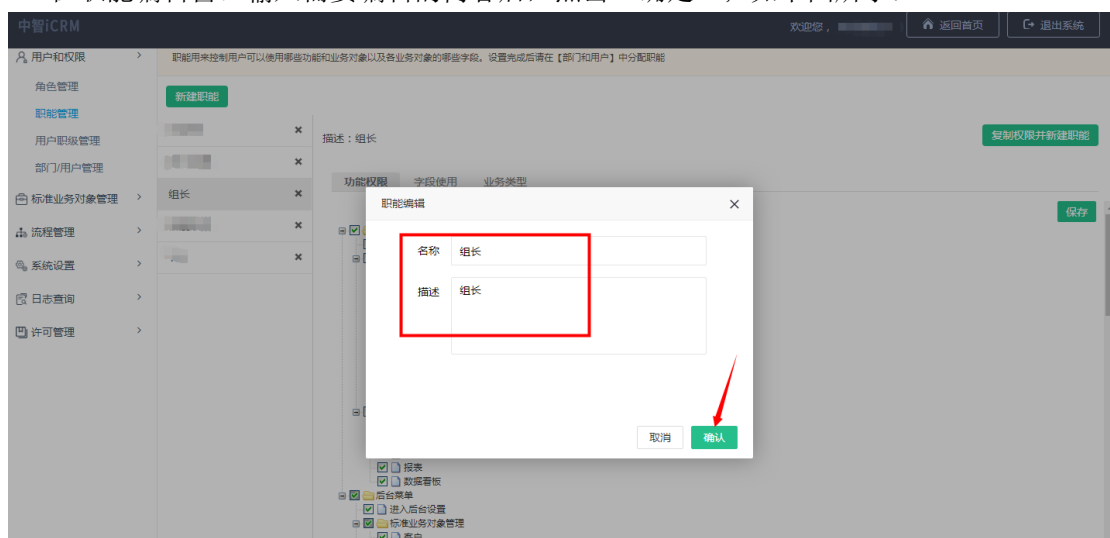 中智iCRM
欢迎您，
返回首页
退出系统
用户和权限
角色管理
职能管理
用户职级管理
部门/用户管理
标准业务对象管理
流程管理
系统设置
日志查询
许可管理
职能用来控制用户可以使用哪些功能和业务对象以及各业务对象的哪些字段。设置完成后请在【部门和用户】中分配职能
新建职能
组长
描述：组长
复制权限并新建职能
功能权限 字段使用 业务类型
保存
职能编辑
名称 组长
描述 组长
取消 确认
报表
数据看板
后台菜单
进入后台设置
标准业务对象管理
客户